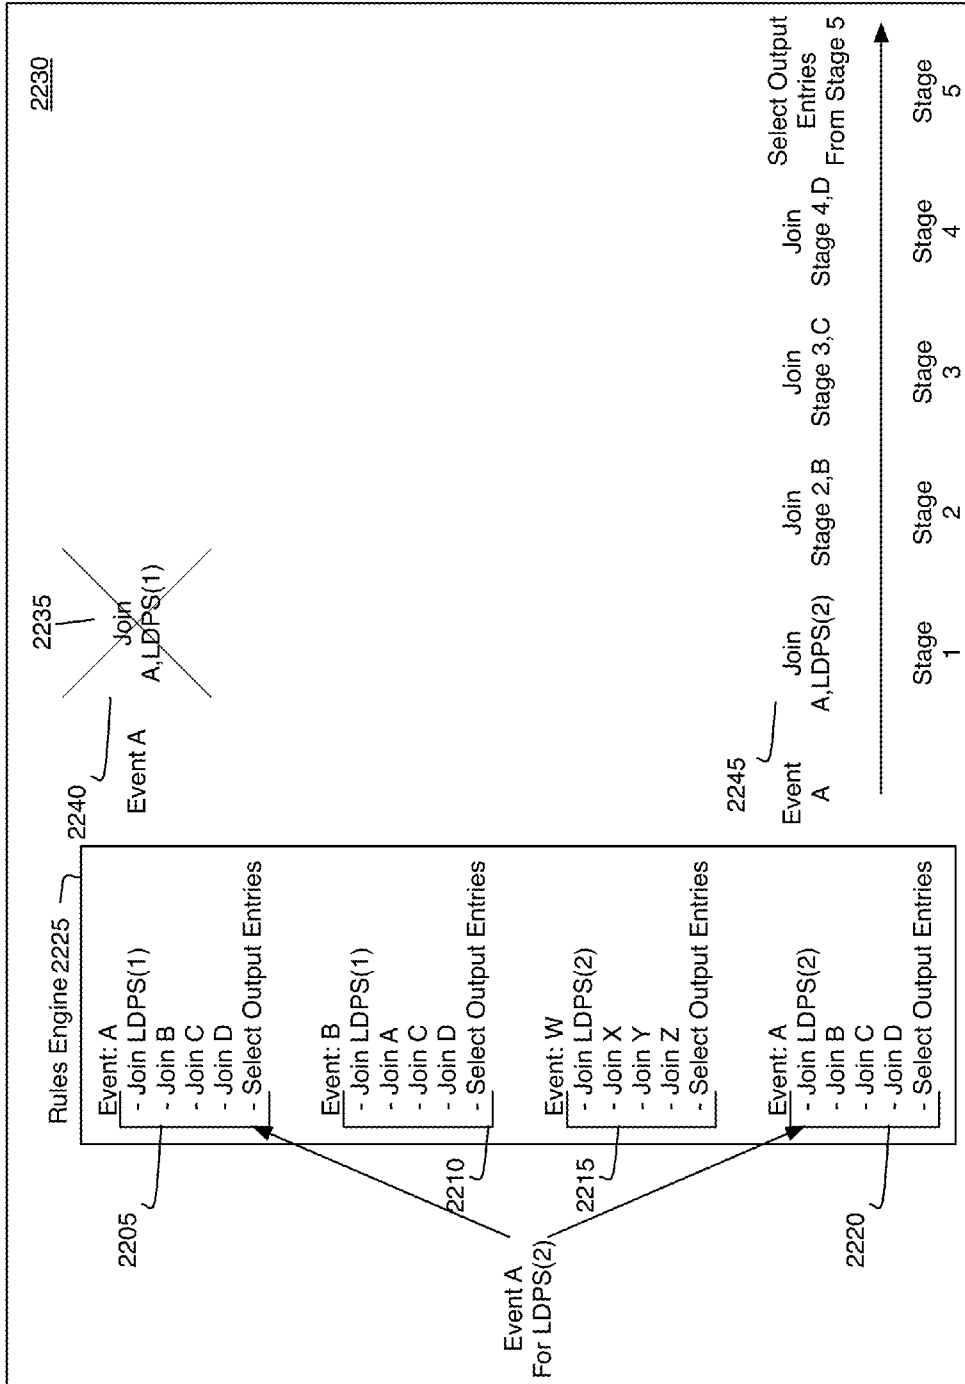 2230
Rules Engine 2225
Event: A
- Join LDPS(1)
- Join B
- Join C
- Join D
- Select Output Entries
Event: B
- Join LDPS(1)
- Join A
- Join C
- Join D
- Select Output Entries
Event: W
- Join LDPS(2)
- Join X
- Join Y
- Join Z
- Select Output Entries
Event: A
- Join LDPS(2)
- Join B
- Join C
- Join D
- Select Output Entries
2205
2210
2215
2220
Event A
For LDPS(2)
2240
2235
Event A
Join
A,LDPS(1)
2245
Event
A
Join
A,LDPS(2)
Join
Stage 2,B
Join
Stage 3,C
Join
Stage 4,D
Select Output
Entries
From Stage 5
Stage
1
Stage
2
Stage
3
Stage
4
Stage
5